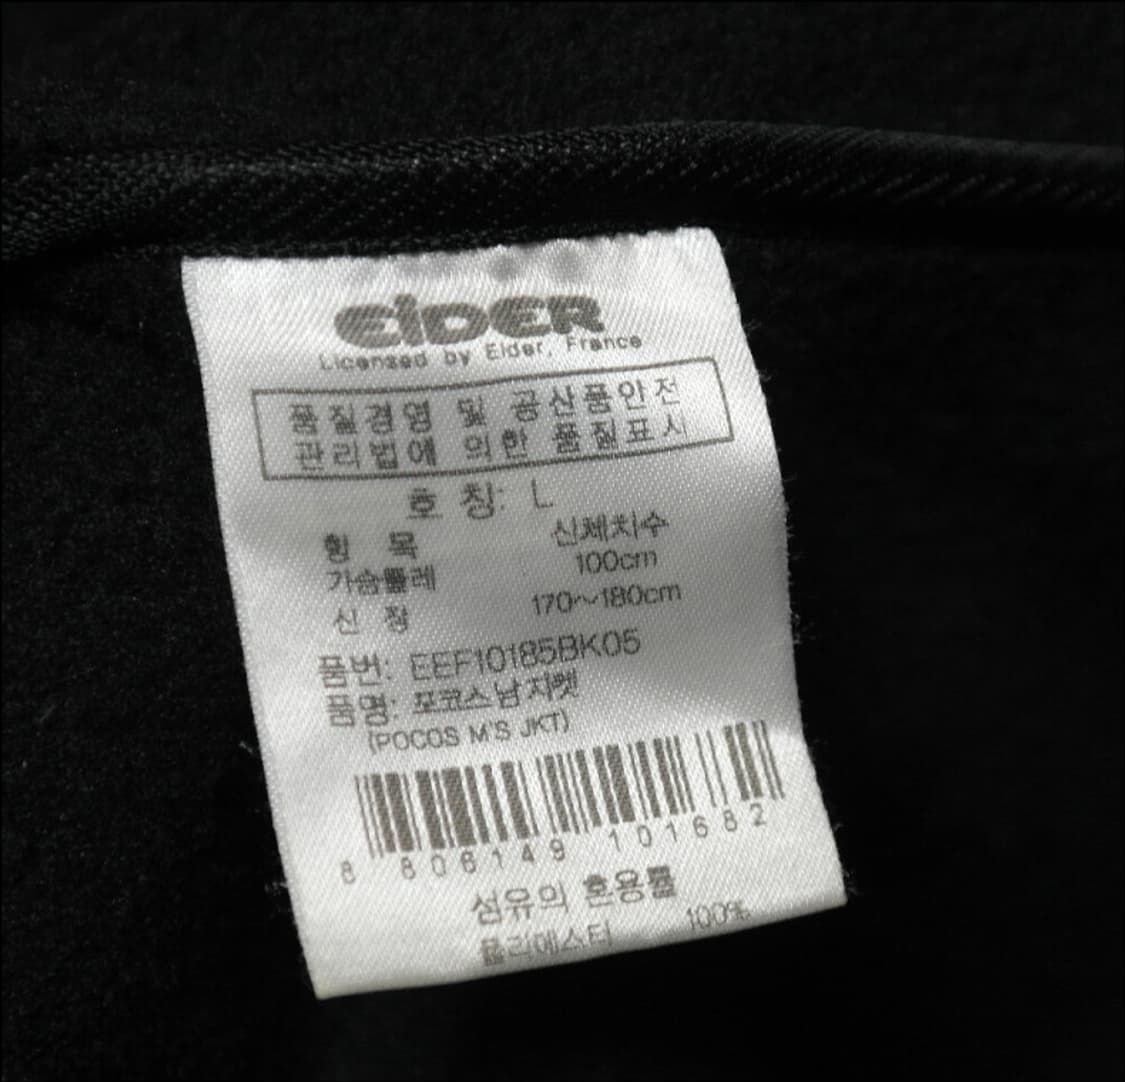 EiDER
Licensed by Eider, France
품질경영 및 공산품안전
관리법에 의한 품질표시
호 칭: L
항 목 신체치수
가슴둘레 100cm
신 장 170~180cm
품번: EEF10185BK05
품명: 포코스남지켓
(POCOS M'S JKT)
8 806149 101682
섬유의 혼용률
폴리에스터 100%